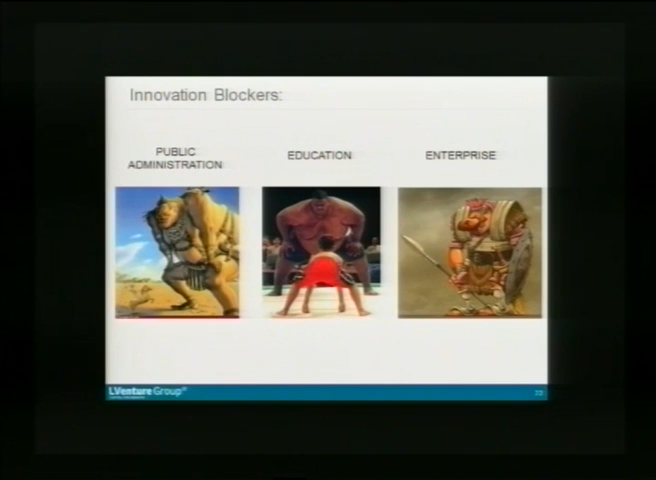 Innovation Blockers:
PUBLIC
ADMINISTRATION
EDUCATION
ENTERPRISE
LVenture Group